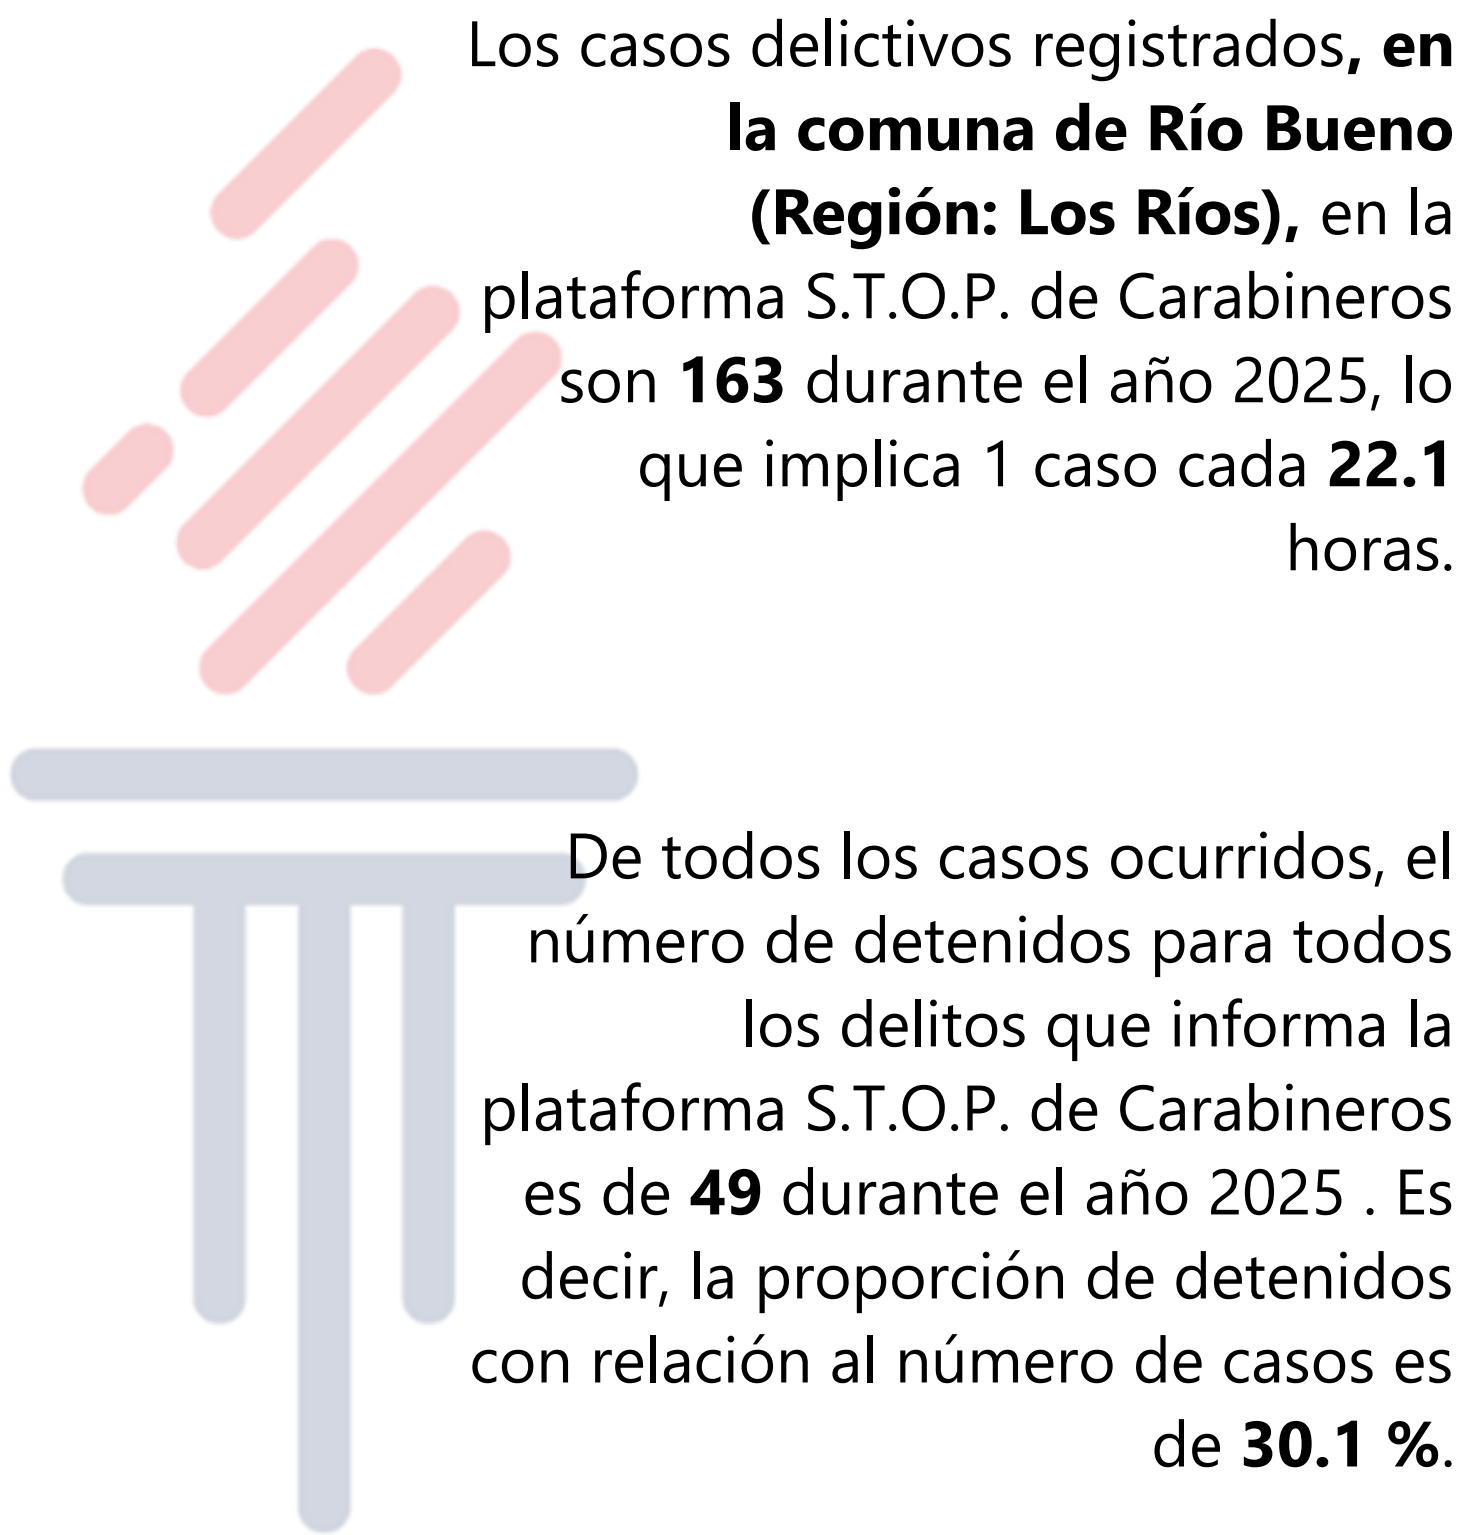 Los casos delictivos registrados, en
la comuna de Río Bueno
(Región: Los Ríos), en la
plataforma S.T.O.P. de Carabineros
son 163 durante el año 2025, lo
que implica 1 caso cada 22.1
horas.
De todos los casos ocurridos, el
número de detenidos para todos
los delitos que informa la
plataforma S.T.O.P. de Carabineros
es de 49 durante el año 2025 . Es
decir, la proporción de detenidos
con relación al número de casos es
de 30.1 %.